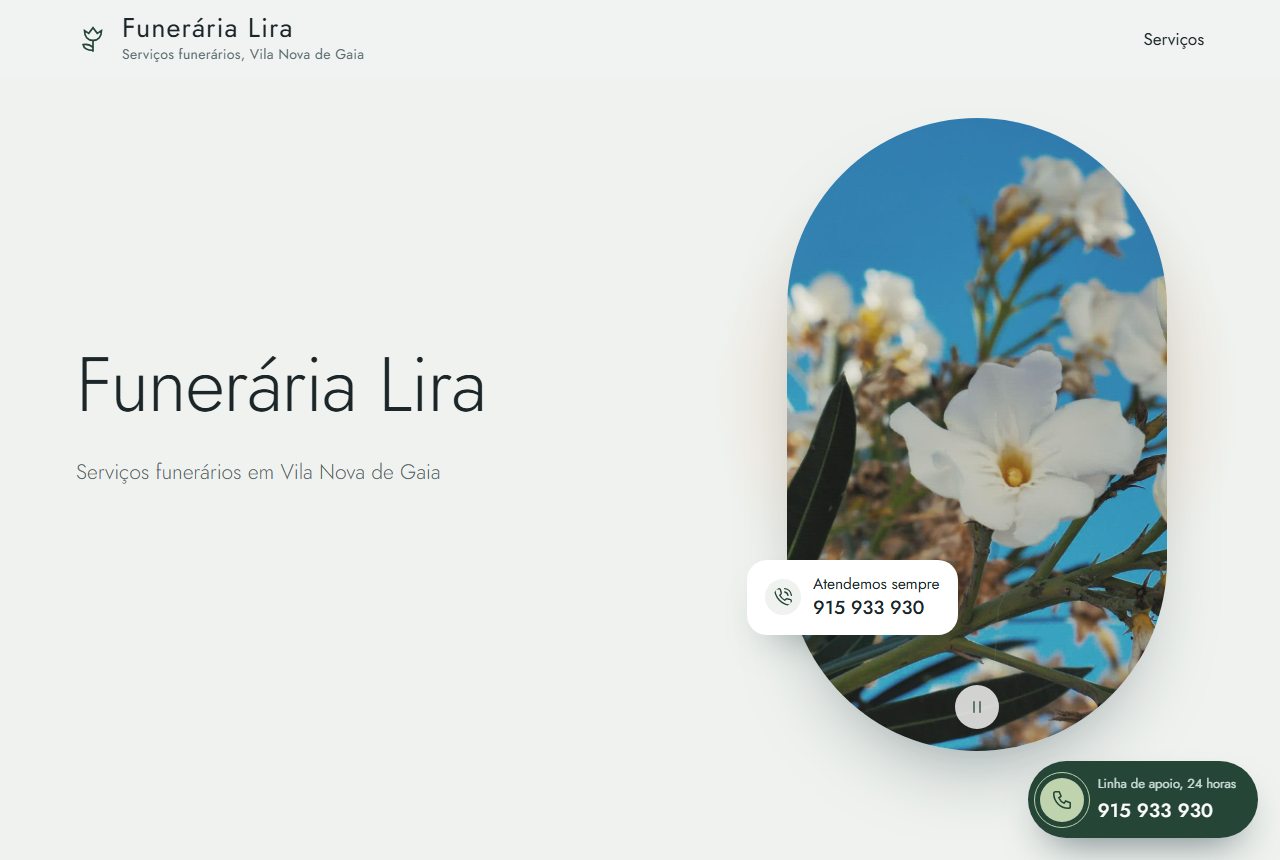 Funerária Lira
Serviços funerários, Vila Nova de Gaia
Serviços
Funerária Lira
Serviços funerários em Vila Nova de Gaia
Atendemos sempre
915 933 930
Linha de apoio, 24 horas
915 933 930